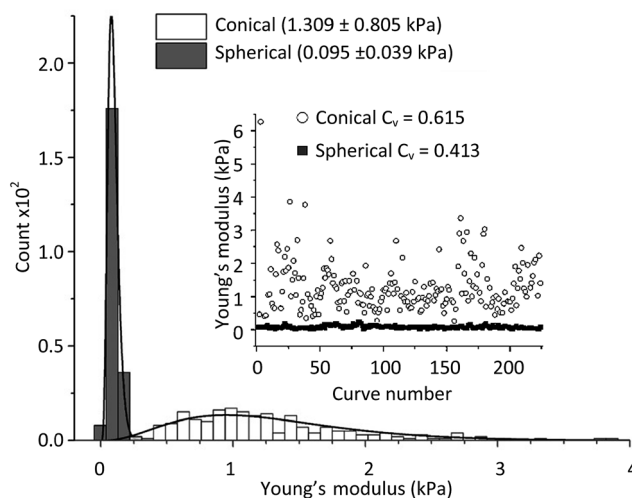 Conical (1.309 ± 0.805 kPa)
Spherical (0.095 ±0.039 kPa)
Count x10²
2.0
1.5
1.0
0.5
0.0
0
1
2
3
4
Young's modulus (kPa)
Conical Cᵥ = 0.615
Spherical Cᵥ = 0.413
Young's modulus (kPa)
6
5
4
3
2
1
0
0
50
100
150
200
Curve number